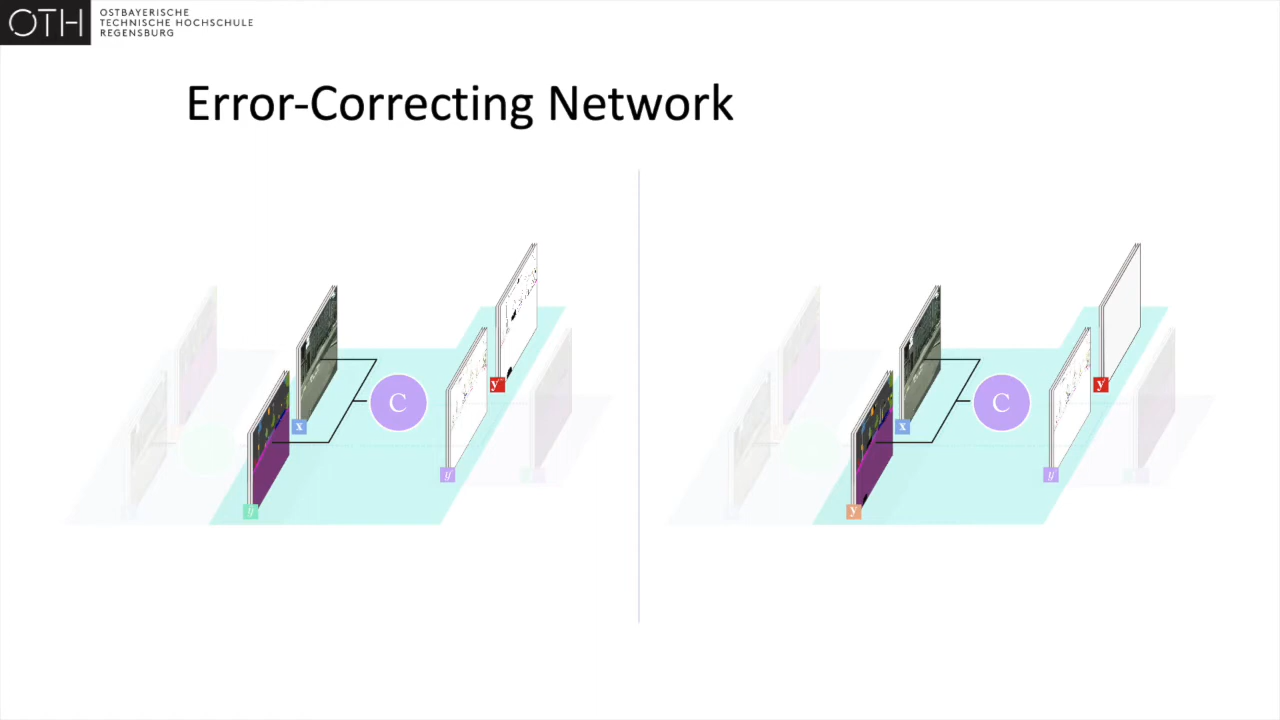 OTH
OSTBAYERISCHE
TECHNISCHE HOCHSCHULE
REGENSBURG
Error-Correcting Network
C
x
y'
C
x
y'
y